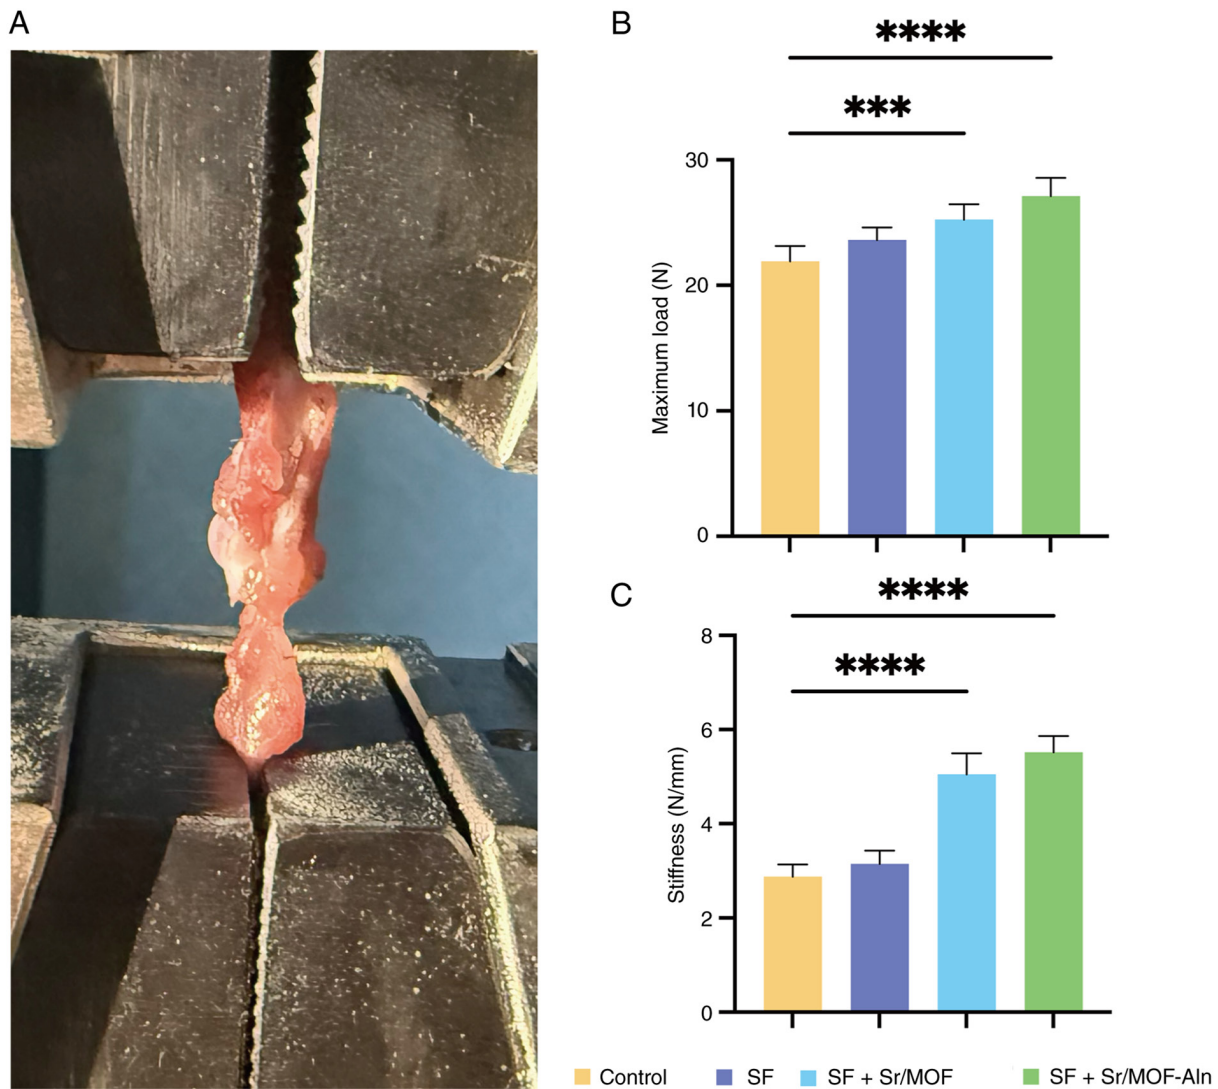 A
B
****
***
30
20
10
0
Maximum load (N)
C
****
****
8
6
4
2
0
Stiffness (N/mm)
Control SF SF + Sr/MOF SF + Sr/MOF-Aln